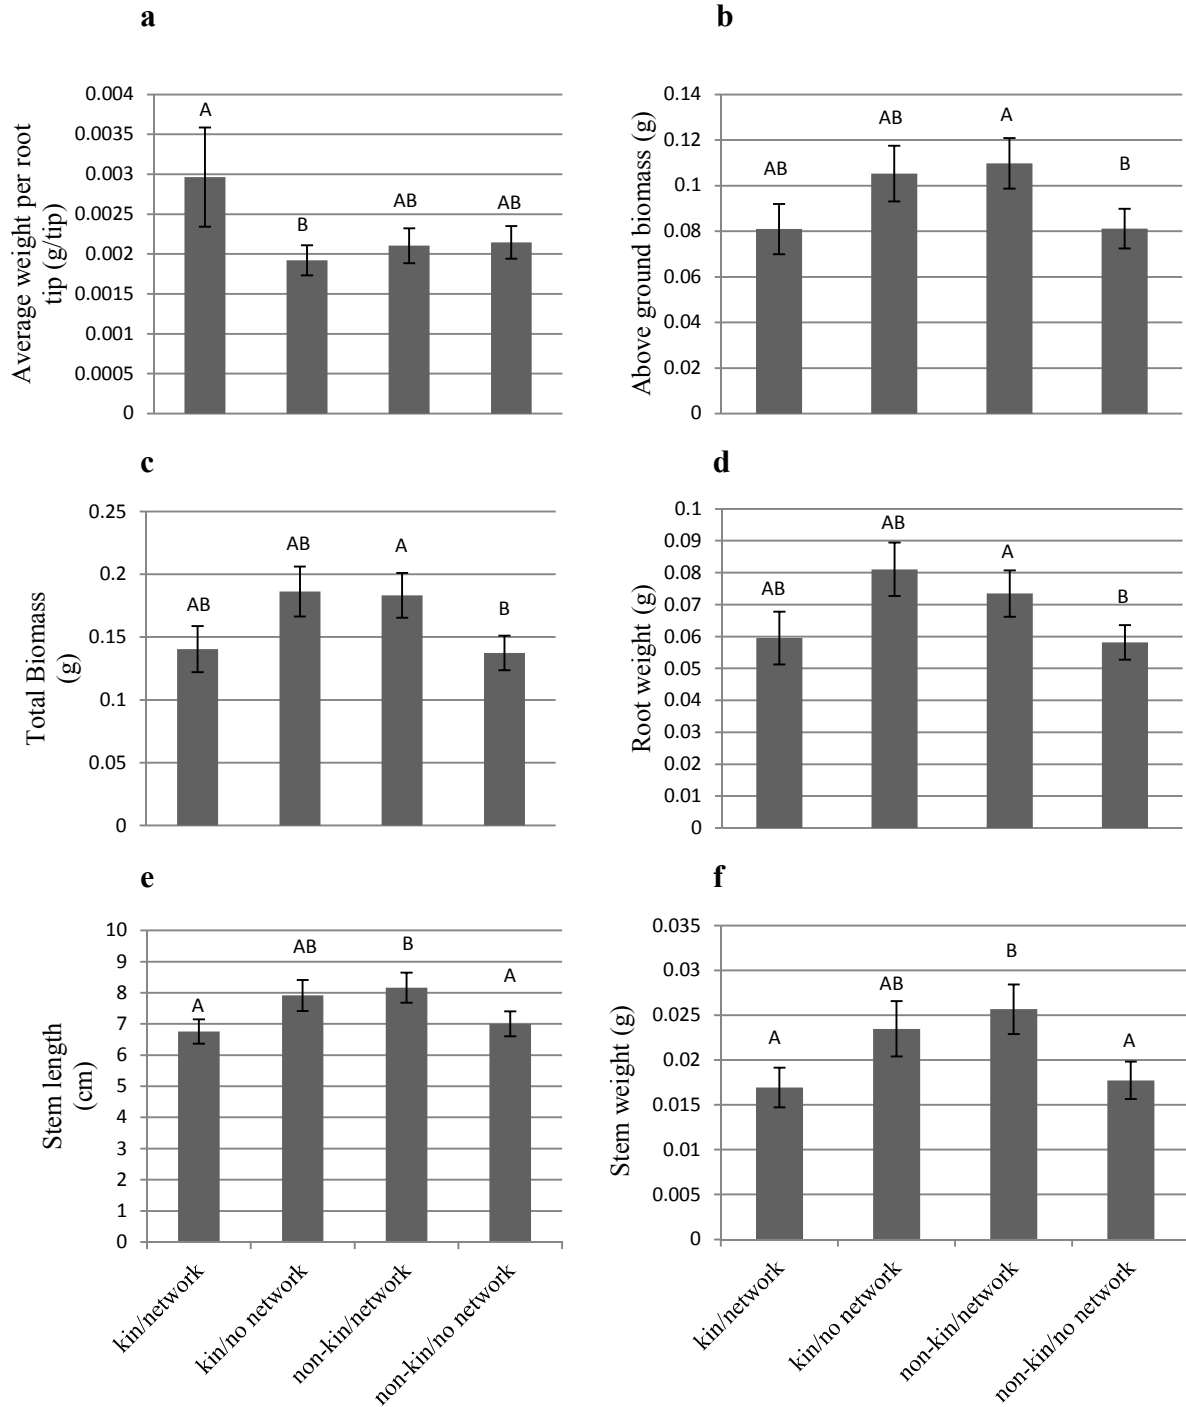 a
Average weight per root
tip (g/tip)
0.004
0.0035
0.003
0.0025
0.002
0.0015
0.001
0.0005
0
A
B
AB
AB
b
Above ground biomass (g)
0.14
0.12
0.1
0.08
0.06
0.04
0.02
0
AB
AB
A
B
c
Total Biomass
(g)
0.25
0.2
0.15
0.1
0.05
0
AB
AB
A
B
d
Root weight (g)
0.1
0.09
0.08
0.07
0.06
0.05
0.04
0.03
0.02
0.01
0
AB
AB
A
B
e
Stem length
(cm)
10
9
8
7
6
5
4
3
2
1
0
A
AB
B
A
kin/network
kin/no network
non-kin/network
non-kin/no network
f
Stem weight (g)
0.035
0.03
0.025
0.02
0.015
0.01
0.005
0
A
AB
B
A
kin/network
kin/no network
non-kin/network
non-kin/no network